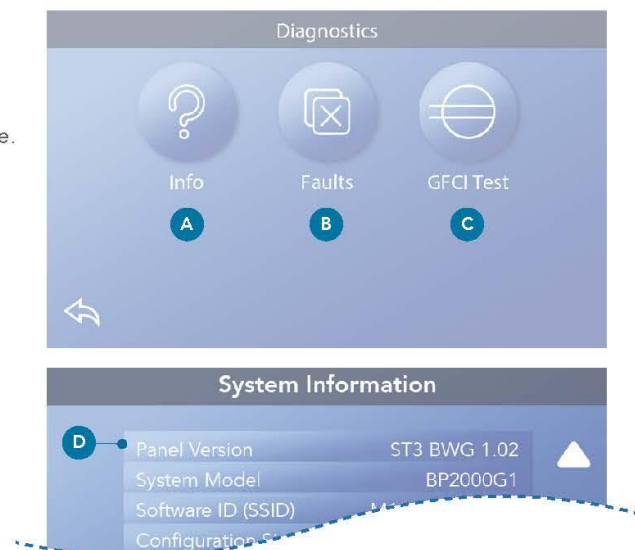 e.
Diagnostics
Info Faults GFCI Test
A B C
System Information
D Panel Version ST3 BWG 1.02
System Model BP2000G1
Software ID (SSID)
Configuration